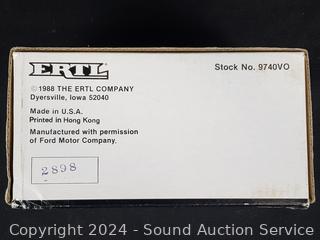 ERTL
Stock No. 9740VO
© 1988 THE ERTL COMPANY
Dyersville, Iowa 52040
Made in U.S.A.
Printed in Hong Kong
Manufactured with permission
of Ford Motor Company.
2898
Copyright 2024 - Sound Auction Service